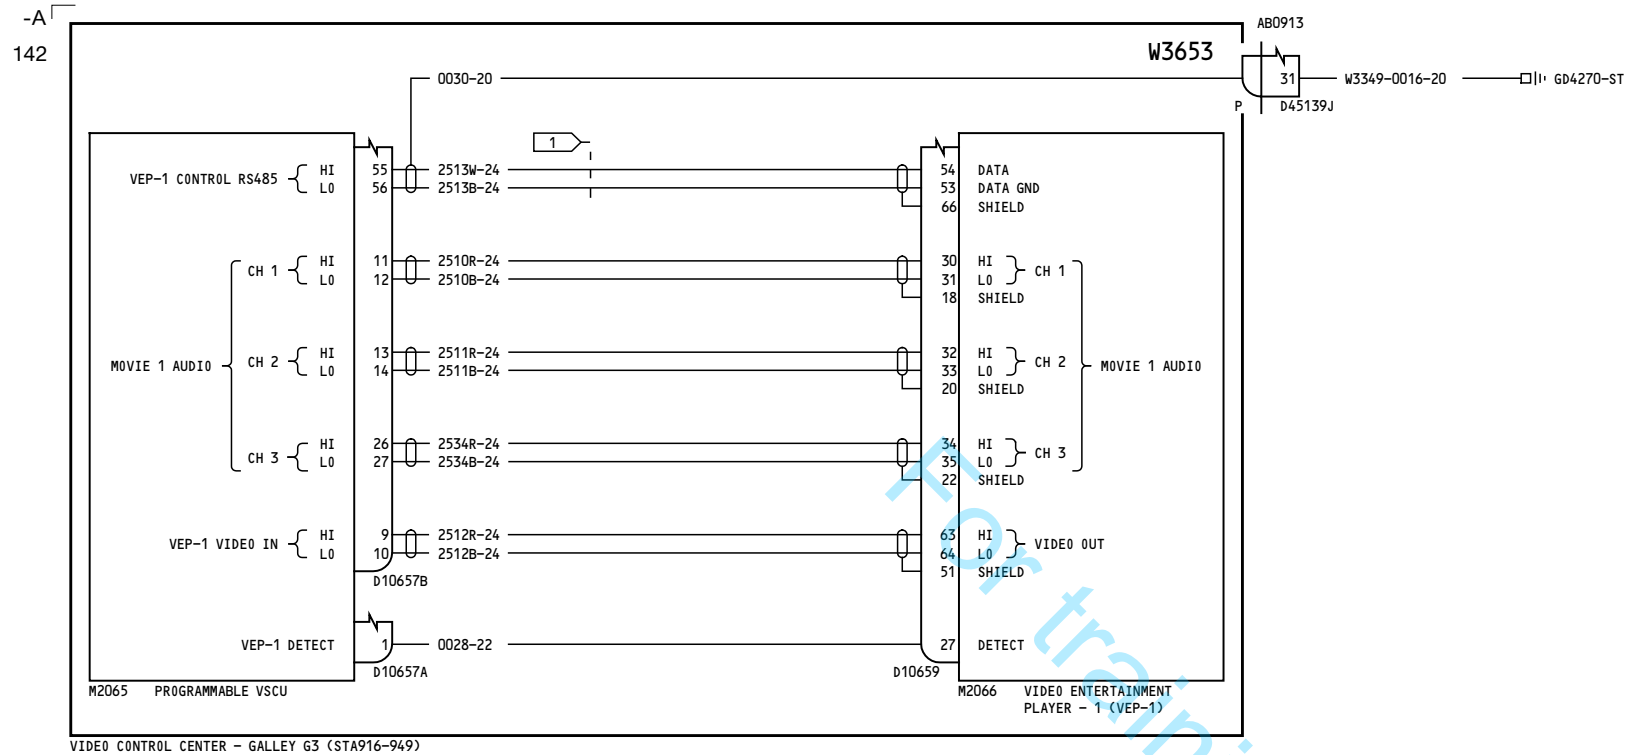 -A
142
AB0913
W3653
0030-20
31
W3349-0016-20
GD4270-ST
P
D45139J
1
VEP-1 CONTROL RS485
HI
55
2513W-24
54
DATA
LO
56
2513B-24
53
DATA GND
66
SHIELD
HI
11
2510R-24
30
HI
CH 1
CH 1
LO
12
2510B-24
31
LO
18
SHIELD
HI
13
2511R-24
32
HI
MOVIE 1 AUDIO
CH 2
CH 2
MOVIE 1 AUDIO
LO
14
2511B-24
33
LO
20
SHIELD
HI
26
2534R-24
34
HI
CH 3
CH 3
LO
27
2534B-24
35
LO
22
SHIELD
HI
9
2512R-24
63
HI
VEP-1 VIDEO IN
VIDEO OUT
LO
10
2512B-24
64
LO
51
SHIELD
D10657B
VEP-1 DETECT
1
0028-22
27
DETECT
D10657A
D10659
M2065 PROGRAMMABLE VSCU
M2066 VIDEO ENTERTAINMENT
PLAYER - 1 (VEP-1)
VIDEO CONTROL CENTER - GALLEY G3 (STA916-949)
For traini